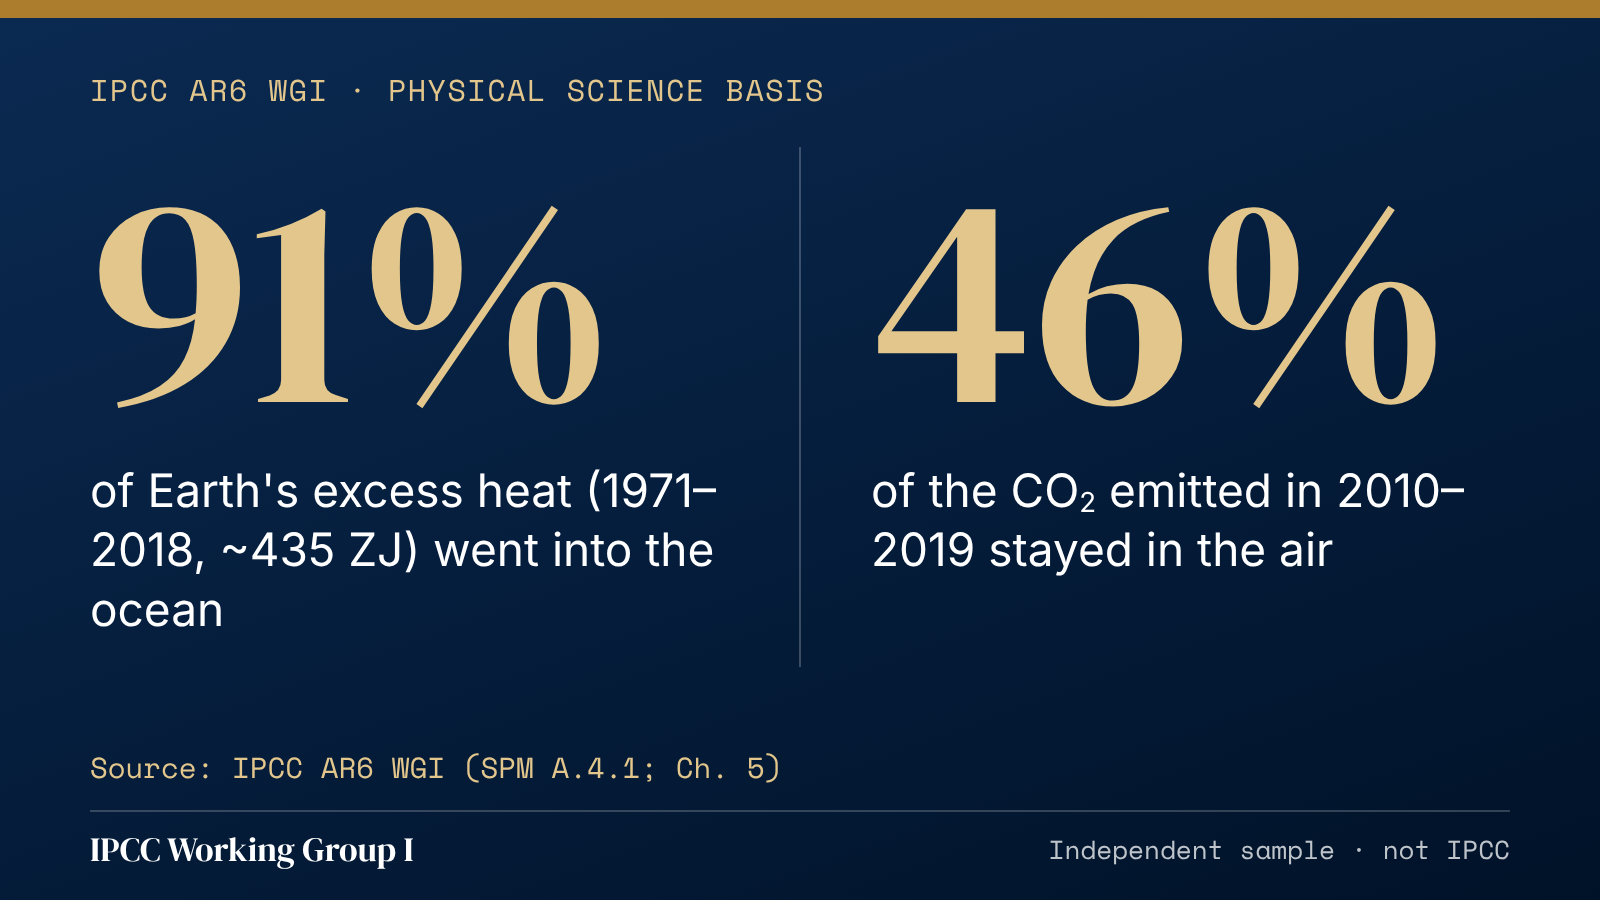 IPCC AR6 WGI · PHYSICAL SCIENCE BASIS
91%
of Earth's excess heat (1971–
2018, ~435 ZJ) went into the
ocean
46%
of the CO₂ emitted in 2010–
2019 stayed in the air
Source: IPCC AR6 WGI (SPM A.4.1; Ch. 5)
IPCC Working Group I
Independent sample · not IPCC